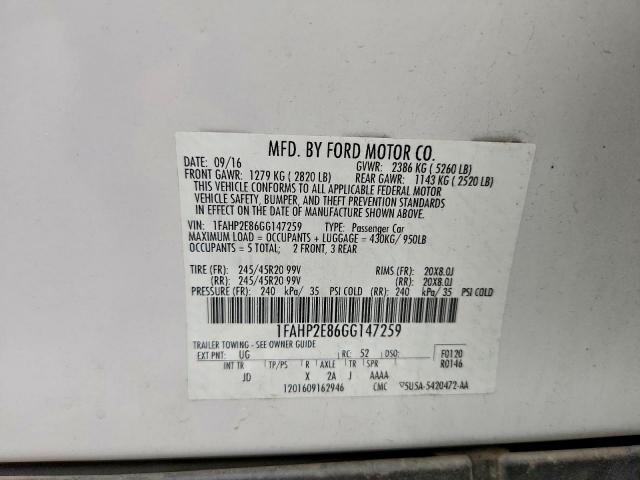 MFD. BY FORD MOTOR CO.
DATE: 09/16 GVWR: 2386 KG ( 5260 LB)
FRONT GAWR: 1279 KG ( 2820 LB) REAR GAWR: 1143 KG ( 2520 LB)
THIS VEHICLE CONFORMS TO ALL APPLICABLE FEDERAL MOTOR
VEHICLE SAFETY, BUMPER, AND THEFT PREVENTION STANDARDS
IN EFFECT ON THE DATE OF MANUFACTURE SHOWN ABOVE.
VIN: 1FAHP2E86GG147259 TYPE: Passenger Car
MAXIMUM LOAD = OCCUPANTS + LUGGAGE = 430KG/ 950LB
OCCUPANTS = 5 TOTAL; 2 FRONT, 3 REAR
TIRE (FR): 245/45R20 99V RIMS (FR): 20X8.0J
(RR): 245/45R20 99V (RR): 20X8.0J
PRESSURE (FR): 240 kPa/ 35 PSI COLD (RR): 240 kPa/ 35 PSI COLD
1FAHP2E86GG147259
TRAILER TOWING - SEE OWNER GUIDE
EXT PNT: UG RC: 52 DSO: F0120
INT TR TP/PS R AXLE TR SPR R0146
JD X 2A J AAAA
1201609162946 CMC 5USA-5420472-AA